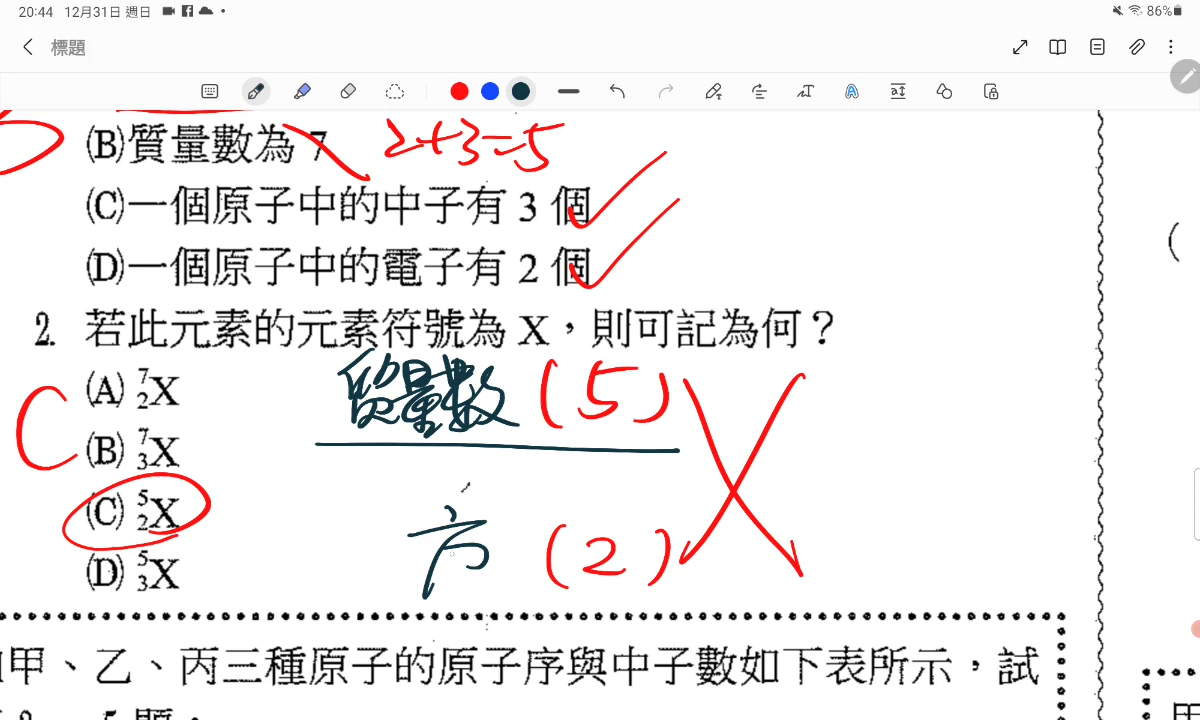 20:44 12月31日 週日 86%
標題
(B)質量數為 7 2+3=5
(C)一個原子中的中子有 3 個
(D)一個原子中的電子有 2 個
2. 若此元素的元素符號為 X,則可記為何?
(A) ⁷₂X 質量數 (5)
C (B) ⁷₃X
(C) ⁵₂X
(D) ⁵₃X (2)
甲、乙、丙三種原子的原子序與中子數如下表所示,試